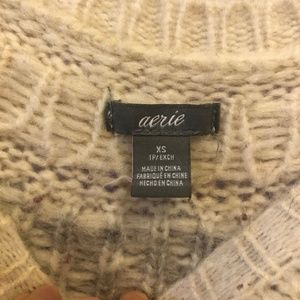 aerie
XS
TP/EXCH
MADE IN CHINA
FABRIQUÉ EN CHINE
HECHO EN CHINA